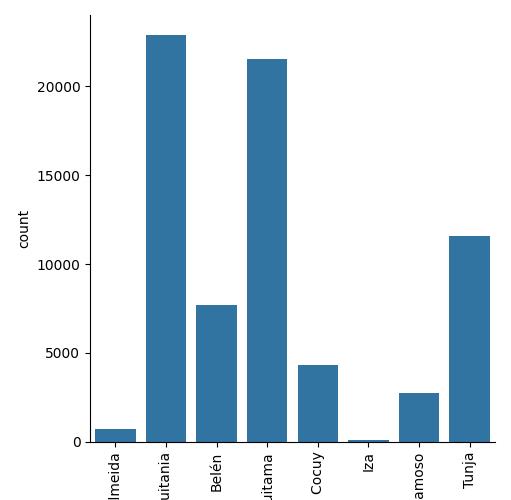 20000
15000
10000
5000
0
count
lmeida
uitania
Belén
uitama
Cocuy
Iza
amoso
Tunja